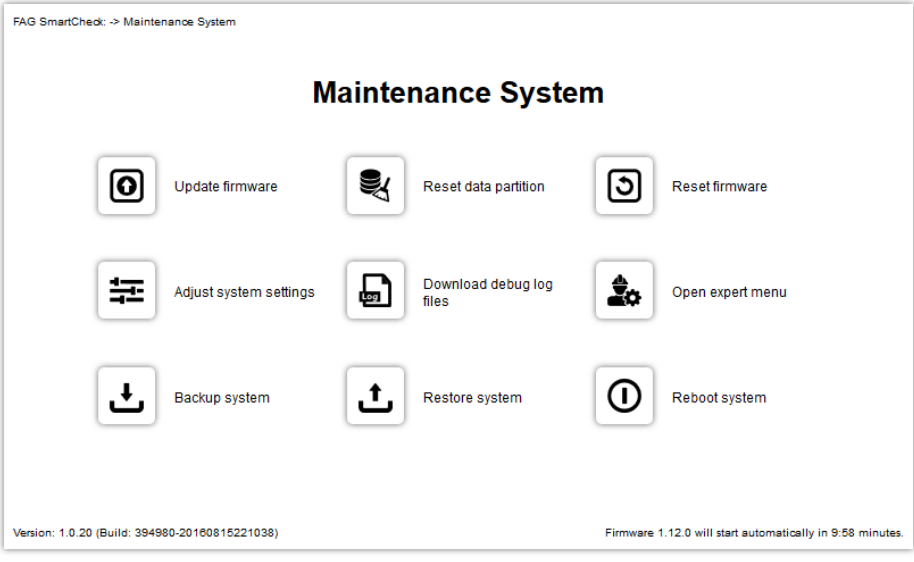 FAG SmartCheck: -> Maintenance System
Maintenance System
Update firmware
Reset data partition
Reset firmware
Adjust system settings
Download debug log
files
Log
Open expert menu
Backup system
Restore system
Reboot system
Version: 1.0.20 (Build: 394980-20160815221038)
Firmware 1.12.0 will start automatically in 9:58 minutes.